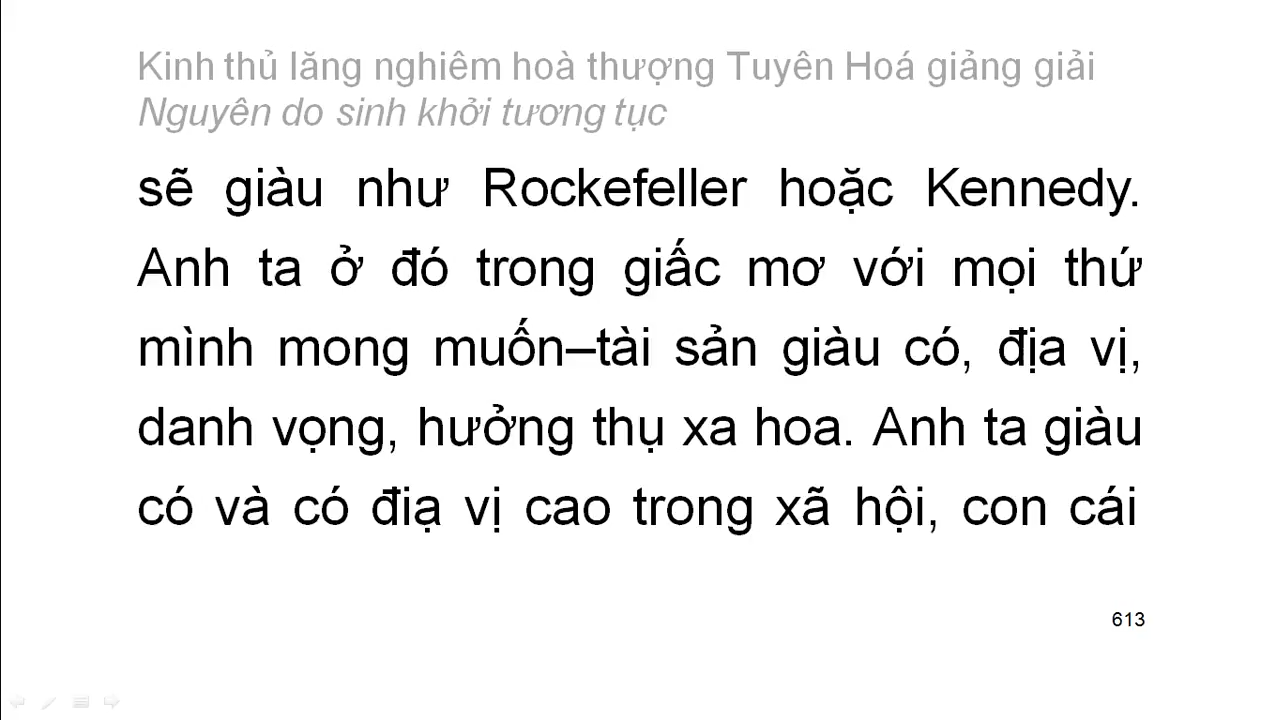 Kinh thủ lăng nghiêm hoà thượng Tuyên Hoá giảng giải
Nguyên do sinh khởi tương tục
sẽ giàu như Rockefeller hoặc Kennedy.
Anh ta ở đó trong giấc mơ với mọi thứ
mình mong muốn–tài sản giàu có, địa vị,
danh vọng, hưởng thụ xa hoa. Anh ta giàu
có và có điạ vị cao trong xã hội, con cái
613